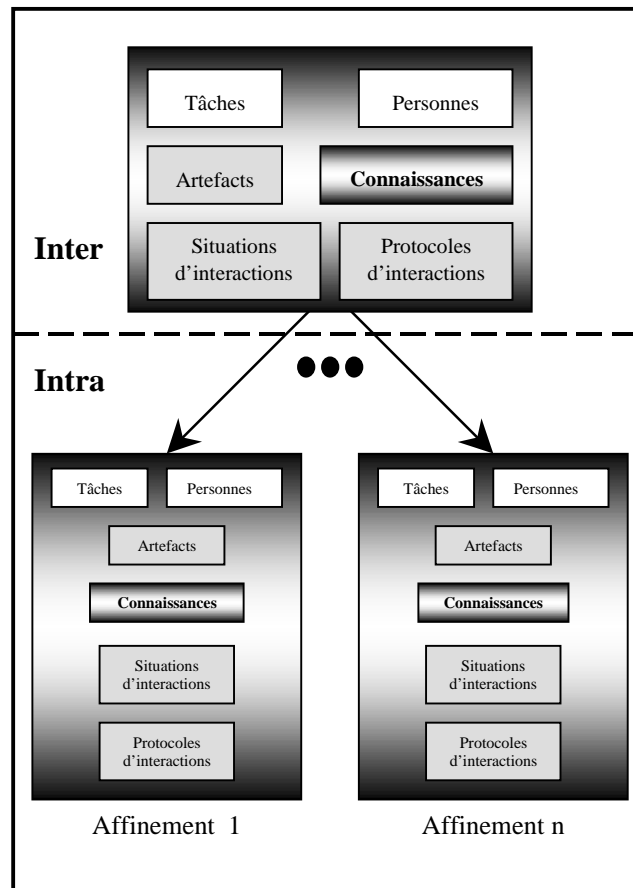 Tâches
Personnes
Artefacts
Connaissances
Inter
Situations
d'interactions
Protocoles
d'interactions
Intra
Tâches
Personnes
Artefacts
Connaissances
Situations
d'interactions
Protocoles
d'interactions
Affinement 1
Tâches
Personnes
Artefacts
Connaissances
Situations
d'interactions
Protocoles
d'interactions
Affinement n